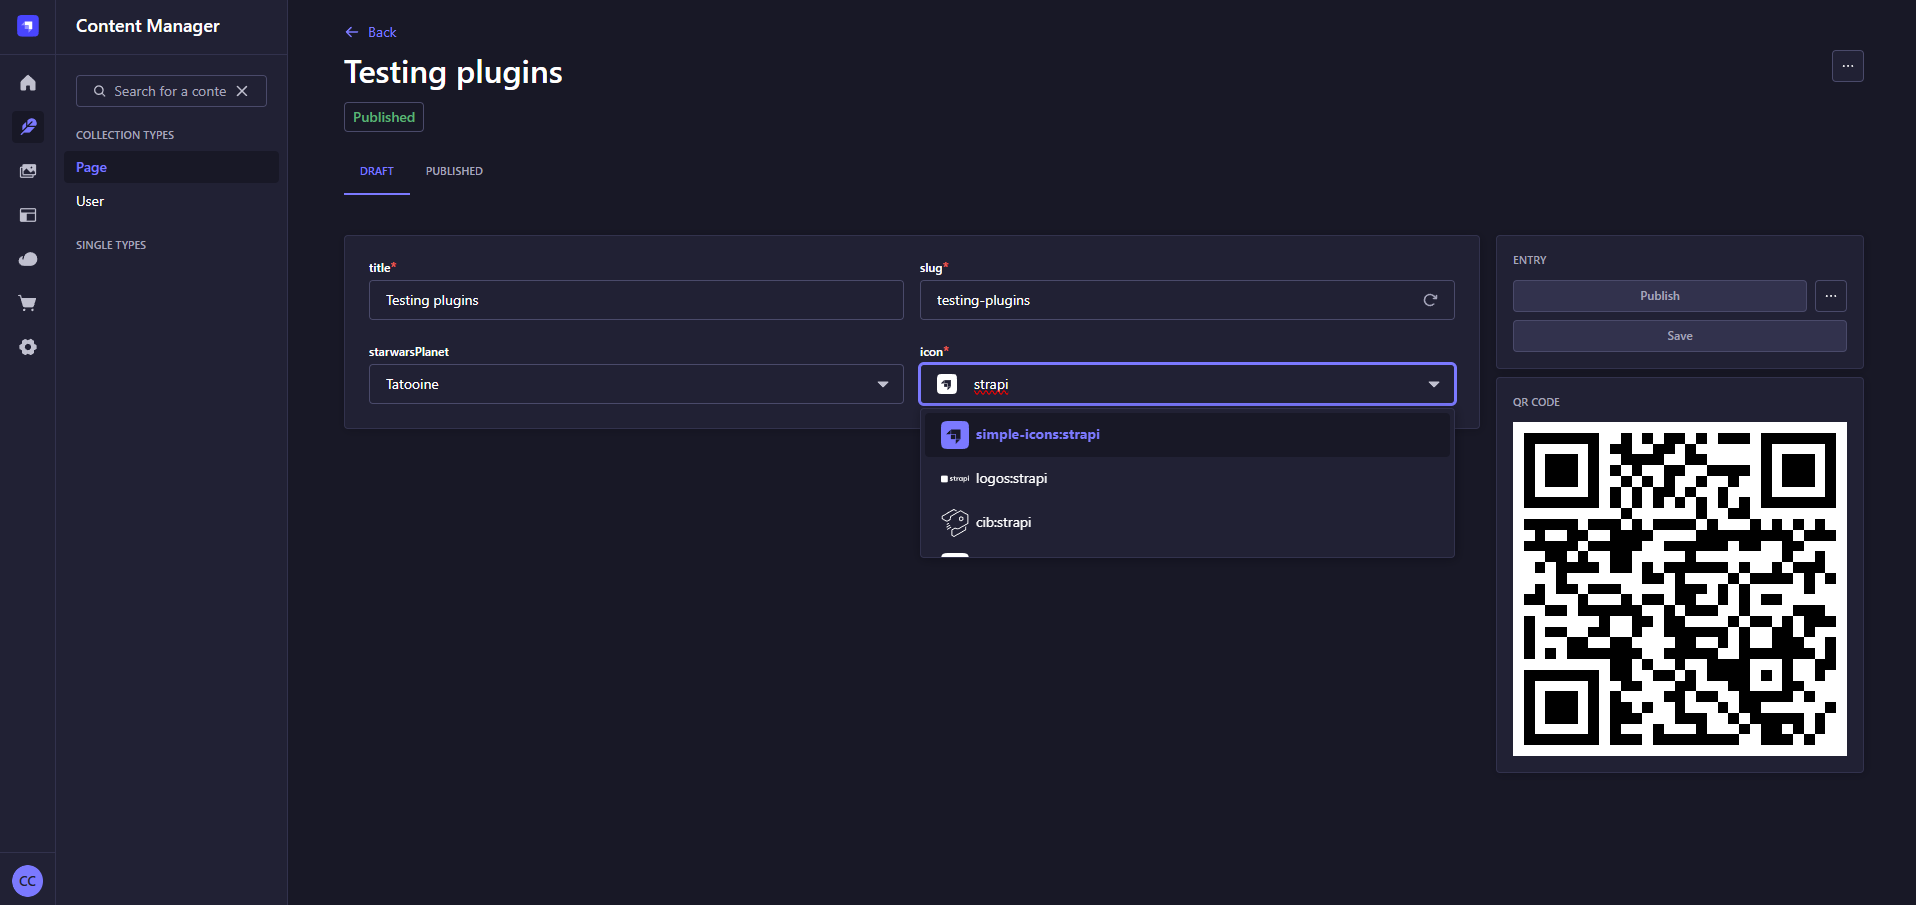 Content Manager
Search for a conte
COLLECTION TYPES
Page
User
SINGLE TYPES
CC
Back
Testing plugins
Published
DRAFT
PUBLISHED
title*
Testing plugins
slug*
testing-plugins
starwarsPlanet
Tatooine
icon*
strapi
simple-icons:strapi
strapi logos:strapi
cib:strapi
ENTRY
Publish
Save
QR CODE